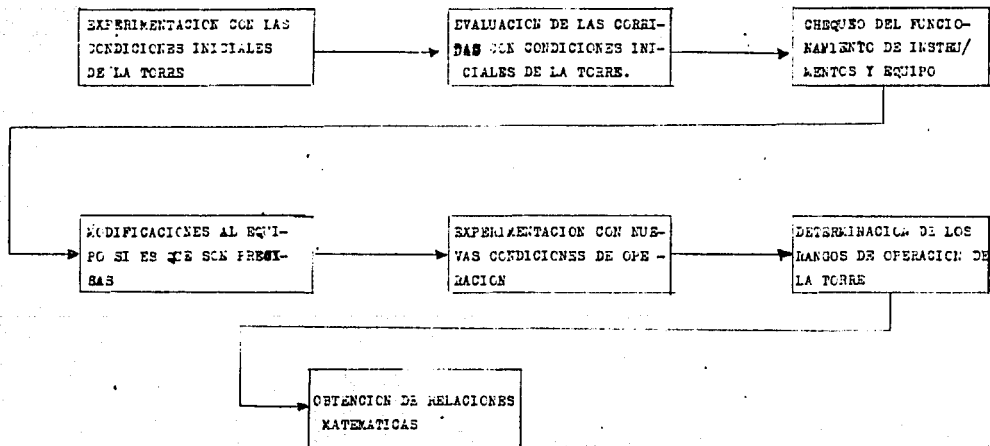 EXPERIMENTACION CON LAS
CONDICIONES INICIALES
DE LA TORRE
EVALUACION DE LAS CORRI-
DAS CON CONDICIONES INI-
CIALES DE LA TORRE.
CHEQUEO DEL FUNCIO-
NAMIENTO DE INSTRU/
MENTOS Y EQUIPO
MODIFICACIONES AL EQUI-
PO SI ES QUE SON PRECI-
SAS
EXPERIMENTACION CON NUE
VAS CONDICIONES DE OPE -
RACION
DETERMINACION DE LOS
RANGOS DE OPERACION DE
LA TORRE
OBTENCION DE RELACIONES
MATEMATICAS